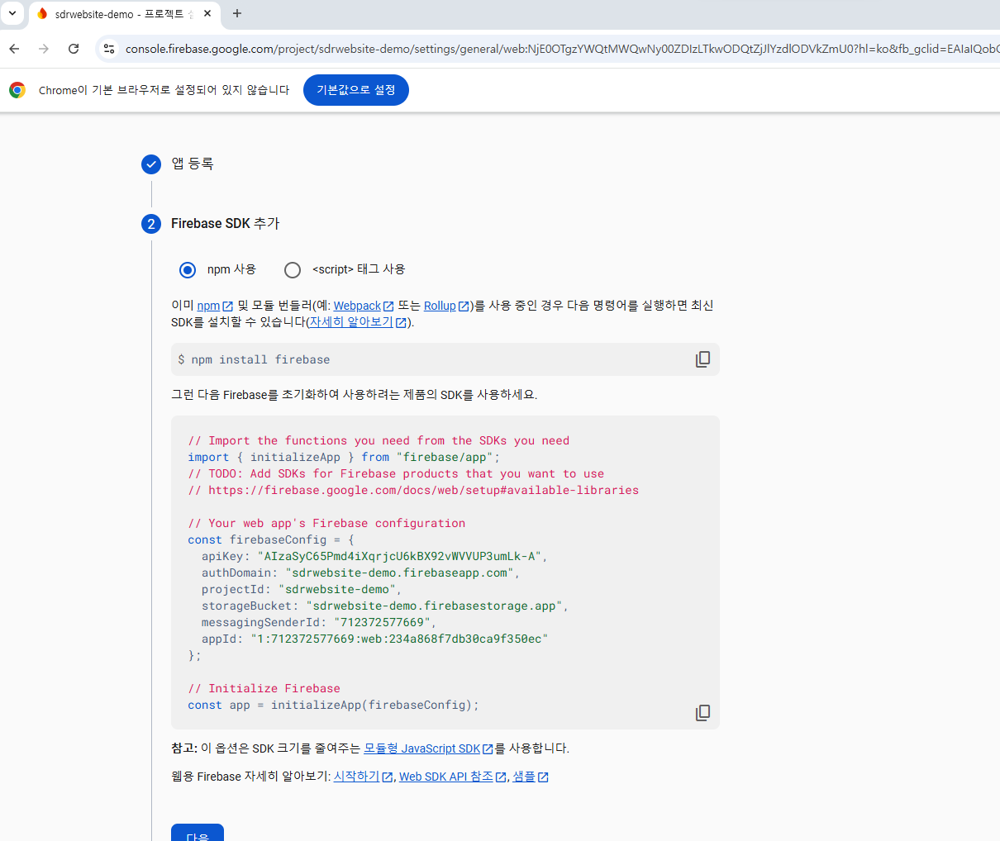 sdrwebsite-demo - 프로젝트
console.firebase.google.com/project/sdrwebsite-demo/settings/general/web:NjE0OTgzYWQtMWQwNy00ZDIzLTkwODQtZjJlYzdlODVkZmU0?hl=ko&fb_gclid=EAIaIQob
Chrome이 기본 브라우저로 설정되어 있지 않습니다
기본값으로 설정
앱 등록
2 Firebase SDK 추가
npm 사용
<script> 태그 사용
이미 npm 및 모듈 번들러(예: Webpack 또는 Rollup)를 사용 중인 경우 다음 명령어를 실행하면 최신
SDK를 설치할 수 있습니다(자세히 알아보기).
$ npm install firebase
그런 다음 Firebase를 초기화하여 사용하려는 제품의 SDK를 사용하세요.
// Import the functions you need from the SDKs you need
import { initializeApp } from "firebase/app";
// TODO: Add SDKs for Firebase products that you want to use
// https://firebase.google.com/docs/web/setup#available-libraries
// Your web app's Firebase configuration
const firebaseConfig = {
apiKey: "AIzaSyC65Pmd4iXqrjcU6kBX92vWVVUP3umLk-A",
authDomain: "sdrwebsite-demo.firebaseapp.com",
projectId: "sdrwebsite-demo",
storageBucket: "sdrwebsite-demo.firebasestorage.app",
messagingSenderId: "712372577669",
appId: "1:712372577669:web:234a868f7db30ca9f350ec"
};
// Initialize Firebase
const app = initializeApp(firebaseConfig);
참고: 이 옵션은 SDK 크기를 줄여주는 모듈형 JavaScript SDK를 사용합니다.
웹용 Firebase 자세히 알아보기: 시작하기, Web SDK API 참조, 샘플
다음